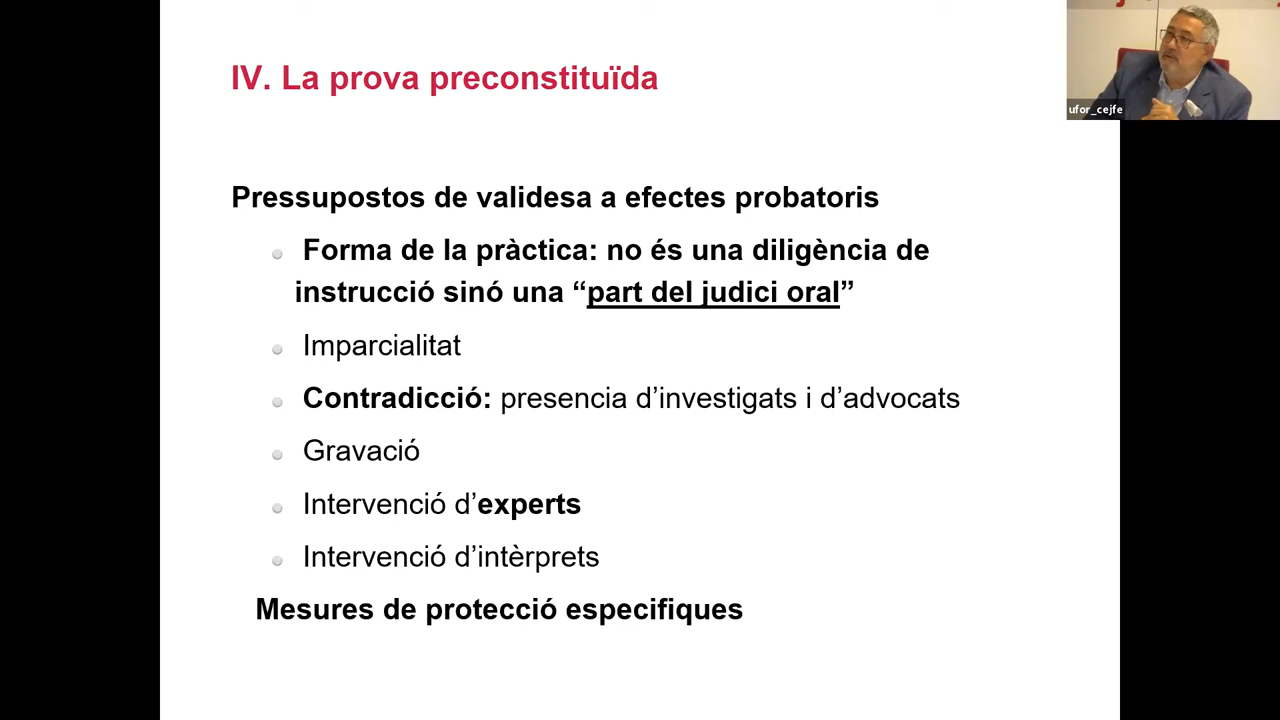 IV. La prova preconstituïda
ufor_cejfe
Pressupostos de validesa a efectes probatoris
Forma de la pràctica: no és una diligència de
instrucció sinó una “part del judici oral”
Imparcialitat
Contradicció: presencia d’investigats i d’advocats
Gravació
Intervenció d’experts
Intervenció d’intèrprets
Mesures de protecció especifiques